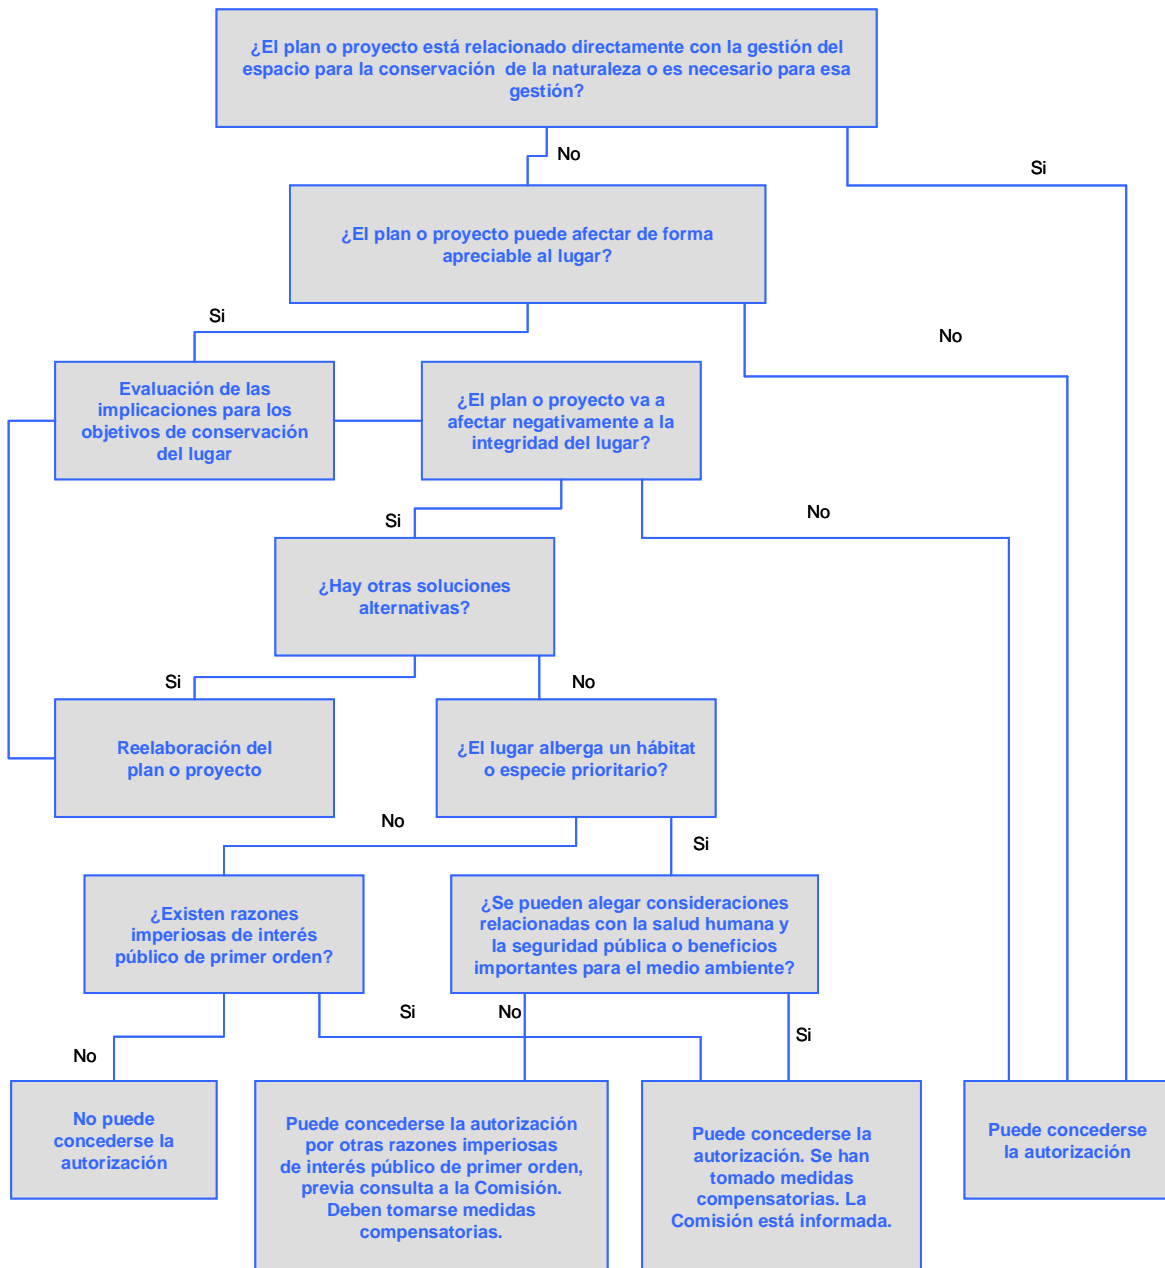 ¿El plan o proyecto está relacionado directamente con la gestión del
espacio para la conservación de la naturaleza o es necesario para esa
gestión?
No
Si
¿El plan o proyecto puede afectar de forma
apreciable al lugar?
Si
No
Evaluación de las
implicaciones para los
objetivos de conservación
del lugar
¿El plan o proyecto va a
afectar negativamente a la
integridad del lugar?
Si
No
¿Hay otras soluciones
alternativas?
Si
No
Reelaboración del
plan o proyecto
¿El lugar alberga un hábitat
o especie prioritario?
No
Si
¿Existen razones
imperiosas de interés
público de primer orden?
¿Se pueden alegar consideraciones
relacionadas con la salud humana y
la seguridad pública o beneficios
importantes para el medio ambiente?
No
Si
No
Si
No puede
concederse la
autorización
Puede concederse la autorización
por otras razones imperiosas
de interés público de primer orden,
previa consulta a la Comisión.
Deben tomarse medidas
compensatorias.
Puede concederse la
autorización. Se han
tomado medidas
compensatorias. La
Comisión está informada.
Puede concederse
la autorización